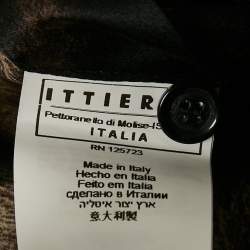 ITTIER
Pettoranello di Molise-IS
ITALIA
RN 125723
Made in Italy
Hecho en Italia
Feito em Italia
сделано в Италии
ארץ יצור איטליה
意大利製